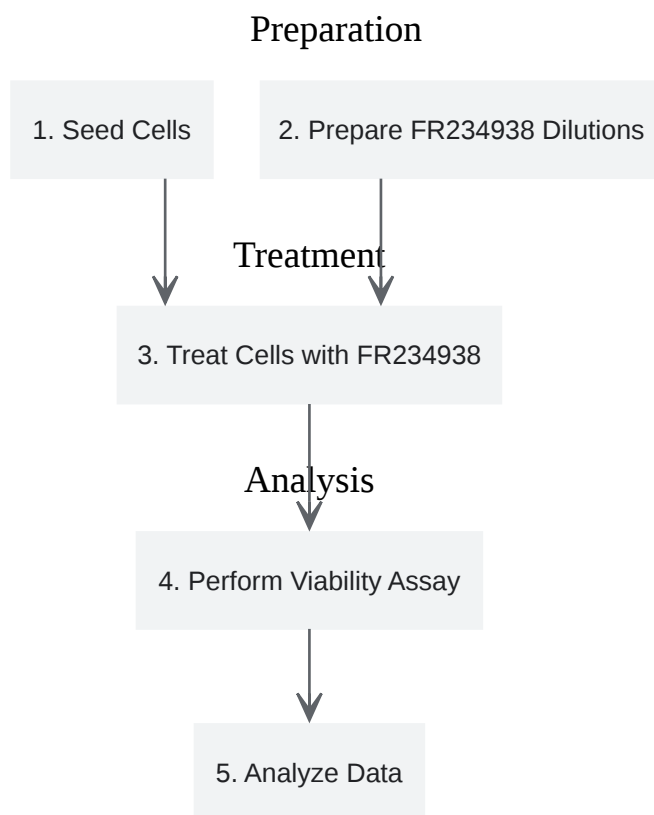 Preparation
1. Seed Cells
2. Prepare FR234938 Dilutions
Treatment
3. Treat Cells with FR234938
Analysis
4. Perform Viability Assay
5. Analyze Data